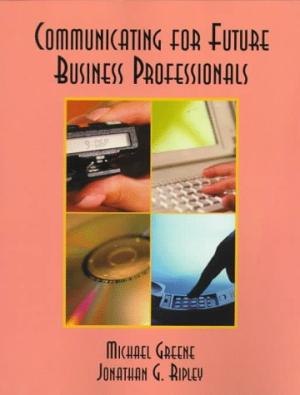 COMMUNICATING FOR FUTURE
BUSINESS PROFESSIONALS
MICHAEL GREENE
JONATHAN G. RIPLEY